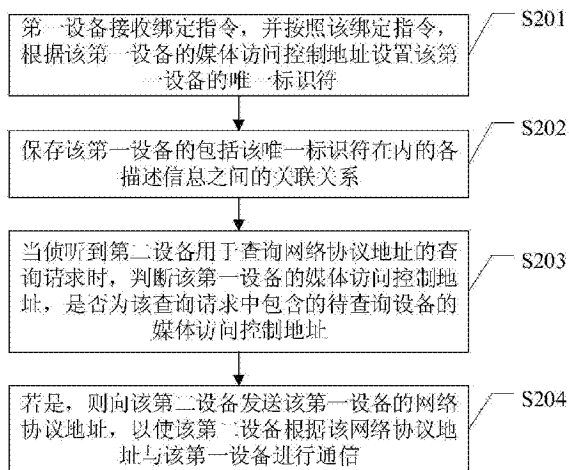 第一设备接收绑定指令，并按照该绑定指令，
根据该第一设备的媒体访问控制地址设置该第
一设备的唯一标识符
S201
保存该第一设备的包括该唯一标识符在内的各
描述信息之间的关联关系
S202
当侦听到第二设备用于查询网络协议地址的查
询请求时，判断该第一设备的媒体访问控制地
址，是否为该查询请求中包含的待查询设备的
媒体访问控制地址
S203
若是，则向该第二设备发送该第一设备的网络
协议地址，以使该第二设备根据该网络协议地
址与该第一设备进行通信
S204